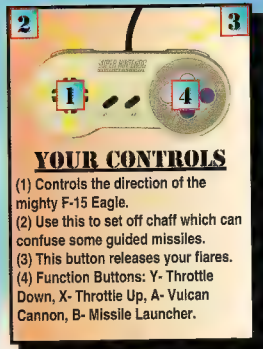 2
3
SUPER NINTENDO
1
4
YOUR CONTROLS
(1) Controls the direction of the
mighty F-15 Eagle.
(2) Use this to set off chaff which can
confuse some guided missiles.
(3) This button releases your flares.
(4) Function Buttons: Y- Throttle
Down, X- Throttle Up, A- Vulcan
Cannon, B- Missile Launcher.